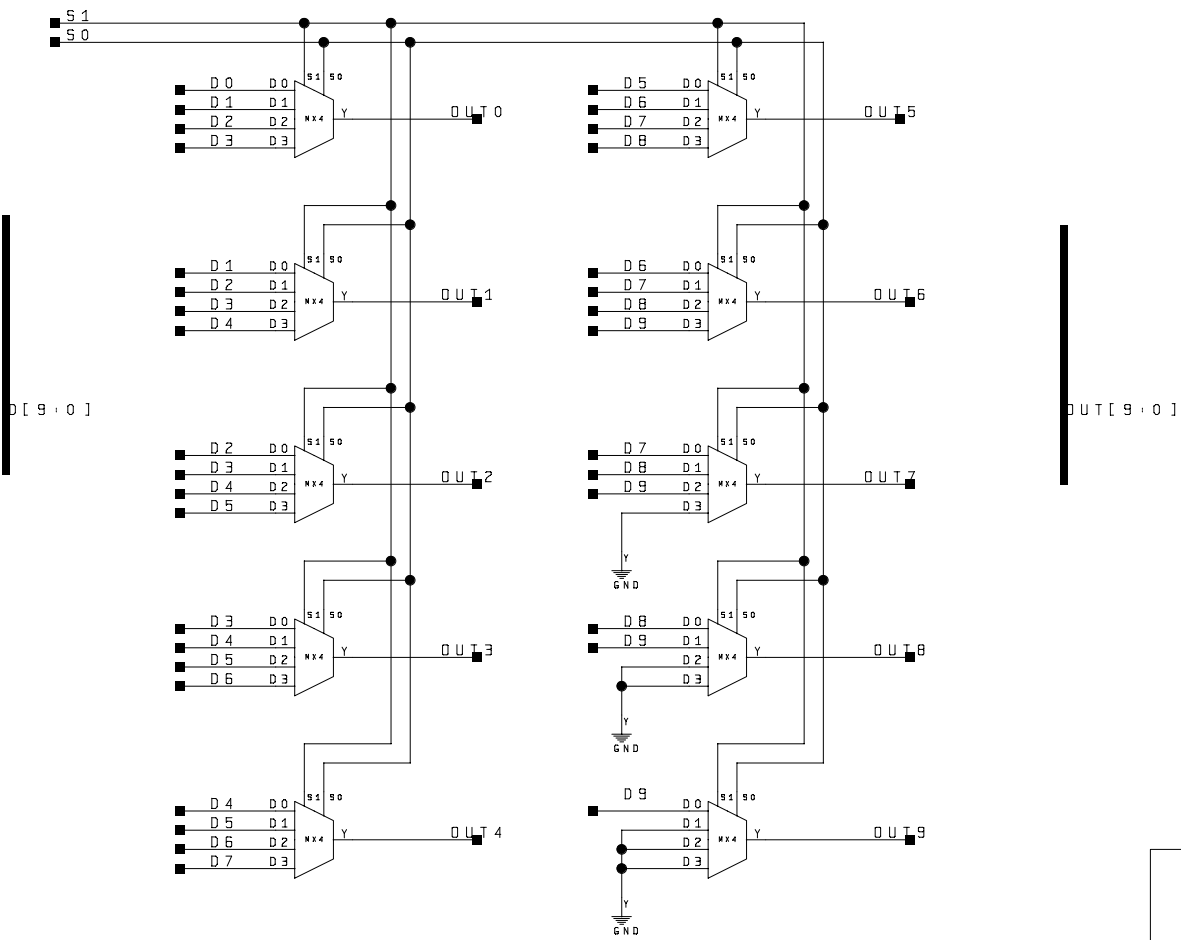 S1
S0
S1 S0
D0 D0
D1 D1
MX4 Y OUT0
D2 D2
D3 D3
S1 S0
D5 D0
D6 D1
MX4 Y OUT5
D7 D2
D8 D3
S1 S0
D1 D0
D2 D1
MX4 Y OUT1
D3 D2
D4 D3
S1 S0
D6 D0
D7 D1
MX4 Y OUT6
D8 D2
D9 D3
D[9:0]
OUT[9:0]
S1 S0
D2 D0
D3 D1
MX4 Y OUT2
D4 D2
D5 D3
S1 S0
D7 D0
D8 D1
MX4 Y OUT7
D9 D2
D3
Y
GND
S1 S0
D3 D0
D4 D1
MX4 Y OUT3
D5 D2
D6 D3
S1 S0
D8 D0
D9 D1
MX4 Y OUT8
D2
D3
Y
GND
S1 S0
D4 D0
D5 D1
MX4 Y OUT4
D6 D2
D7 D3
S1 S0
D9 D0
D1
MX4 Y OUT9
D2
D3
Y
GND